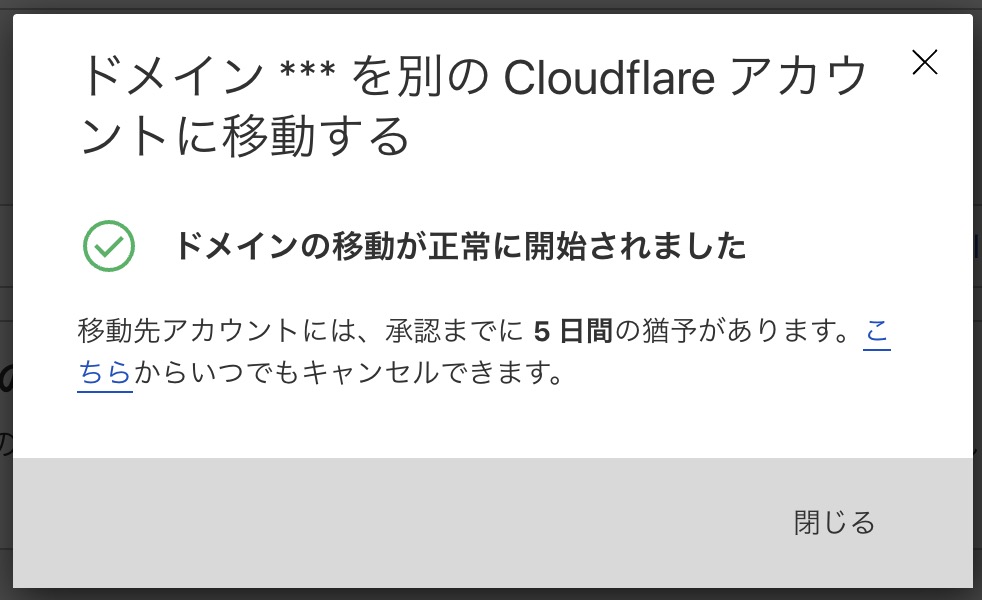 ドメイン *** を別の Cloudflare アカウ
ントに移動する
ドメインの移動が正常に開始されました
移動先アカウントには、承認までに 5 日間の猶予があります。こ
ちらからいつでもキャンセルできます。
閉じる